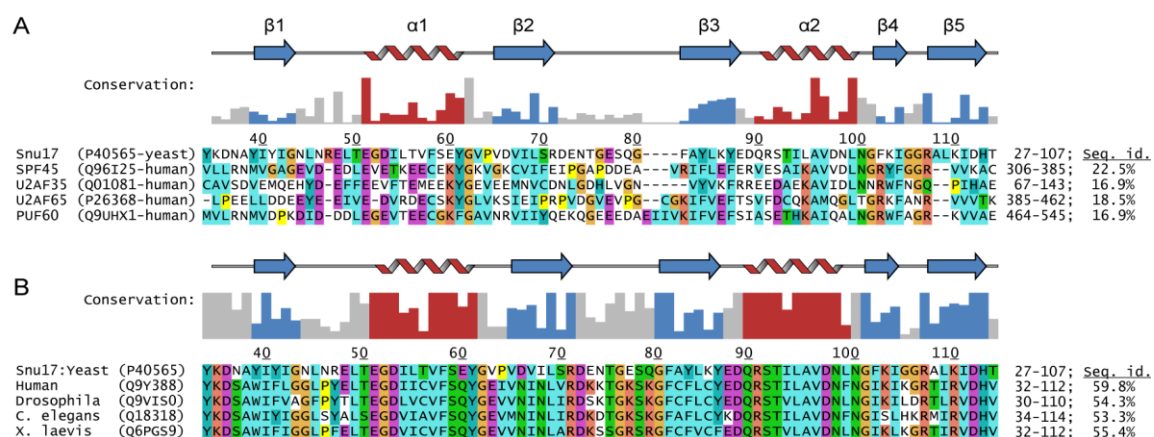 A
β1 α1 β2 β3 α2 β4 β5
Conservation:
40 50 60 70 80 90 100 110
Snu17 (P40565-yeast) YKDNAYIYIGNLNRELTEGDILTVFSEYGVPVDVILSRDENTGESQG----FAYLKYEDQRSTILAVDNLNGFKIGGRALKIDHT 27-107; Seq. id.
SPF45 (Q96I25-human) VLLRNMVGAGEVD-EDLEVETKEECEKYGKVGKCVIFEIPGAPDDEA----VRIFLEFERVESAIKAVVDLNGRYFGGR--VVKAC 306-385; 22.5%
U2AF35 (Q01081-human) CAVSDVEMQEHYD-EFFEEVFTEMEEKYGEVEEMNVCDNLGDHLVGN-----VYVKFRREEDAEKAVIDLNNRWFNGQ--PIHAE 67-143; 16.9%
U2AF65 (P26368-human) -LPEELLDDEEYE-EIVEDVRDECSKYGLVKSIEIPRPVDGVEVPG--CGKIFVEFTSVFDCQKAMQGLTGRKFANR--VVVTK 385-462; 18.5%
PUF60 (Q9UHX1-human) MVLRNMVDPKDID-DDLEGEVTEECGKFGAVNRVIIYQEKQGEEEDAEIIVKIFVEFSIASETHKAIQALNGRWFAGR--KVVAE 464-545; 16.9%
B
Conservation:
40 50 60 70 80 90 100 110
Snu17:Yeast (P40565) YKDNAYIYIGNLNRELTEGDILTVFSEYGVPVDVILSRDENTGESQGFAYLKYEDQRSTILAVDNLNGFKIGGRALKIDHT 27-107; Seq. id.
Human (Q9Y388) YKDSAWIFLGGLPYELTEGDIICVFSQYGEIVNINLVRDKKTGKSKGFCFLCYEDQRSTILAVDNFNGIKIKGRTIRVDHV 32-112; 59.8%
Drosophila (Q9VIS0) YKDSAWIFVAGFPYTLTEGDLVCVFSQYGEVVNINLIRDSKTGKSKGFCFLCYEDQRSTVLAVDNLNGIKILDRTLRVDHV 30-110; 54.3%
C. elegans (Q18318) YKDSAWIYIGGLSYALSEGDVIAVFSQYGEVMNINLIRDKDTGKSKGFAFLCYKDQRSTILAVDNFNGISLHKRMIRVDHV 34-114; 53.3%
X. laevis (Q6PGS9) YKDSAWIFIGGLPFELTEGDVICVFSQYGEVVNINLARDKKSGRSRGFCFVCFEDQRSTVLAVDNLNGIKIKGRTIRVDHV 32-112; 55.4%